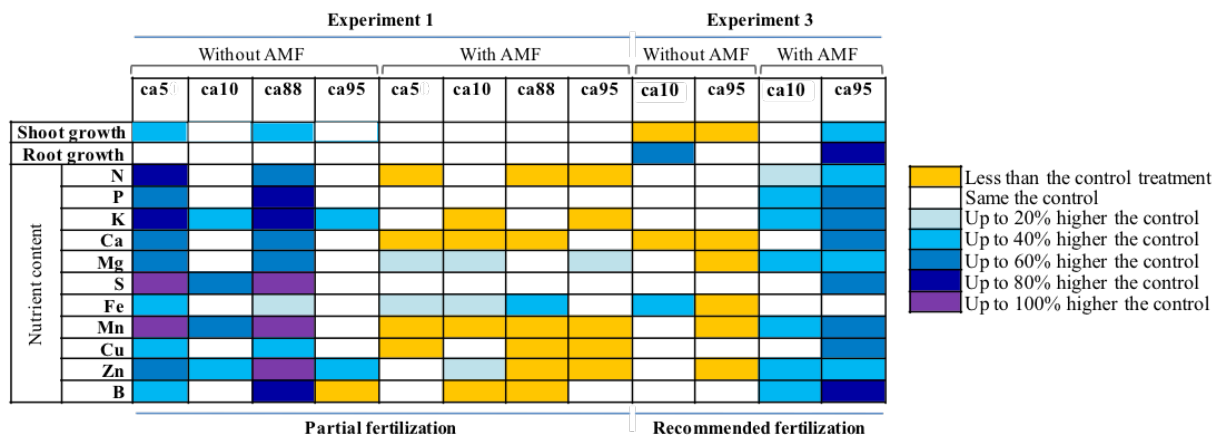 Experiment 1 Experiment 3
Without AMF With AMF Without AMF With AMF
ca5 ca10 ca88 ca95 ca5 ca10 ca88 ca95 ca10 ca95 ca10 ca95
Shoot growth
Root growth
Nutrient content
N
P
K
Ca
Mg
S
Fe
Mn
Cu
Zn
B
Partial fertilization Recommended fertilization
Less than the control treatment
Same the control
Up to 20% higher the control
Up to 40% higher the control
Up to 60% higher the control
Up to 80% higher the control
Up to 100% higher the control